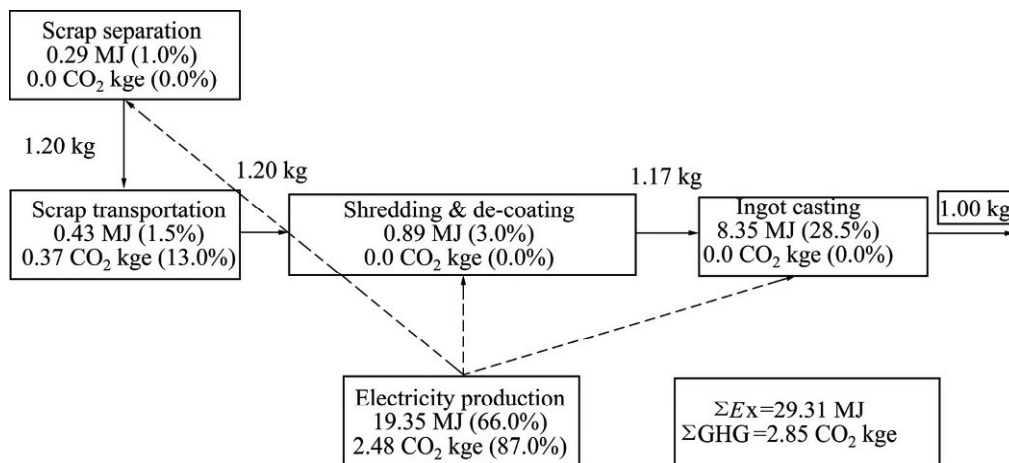 Scrap separation
0.29 MJ (1.0%)
0.0 CO₂ kge (0.0%)
1.20 kg
1.20 kg
1.17 kg
Scrap transportation
0.43 MJ (1.5%)
0.37 CO₂ kge (13.0%)
Shredding & de-coating
0.89 MJ (3.0%)
0.0 CO₂ kge (0.0%)
Ingot casting
8.35 MJ (28.5%)
0.0 CO₂ kge (0.0%)
1.00 kg
Electricity production
19.35 MJ (66.0%)
2.48 CO₂ kge (87.0%)
ΣEx=29.31 MJ
ΣGHG=2.85 CO₂ kge